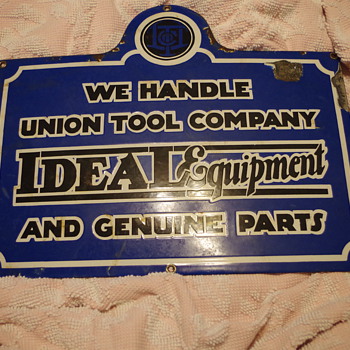 WE HANDLE
UNION TOOL COMPANY
IDEAL Equipment
AND GENUINE PARTS